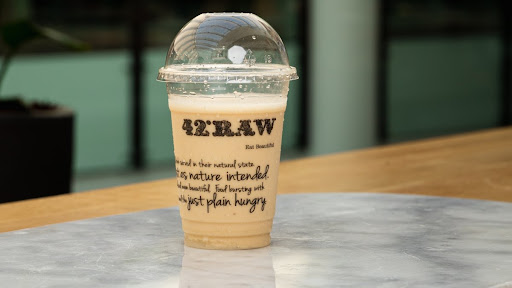 42°RAW
Eat Beautiful
served in their natural state
as nature intended.
beautiful. Food bursting with
just plain hungry.